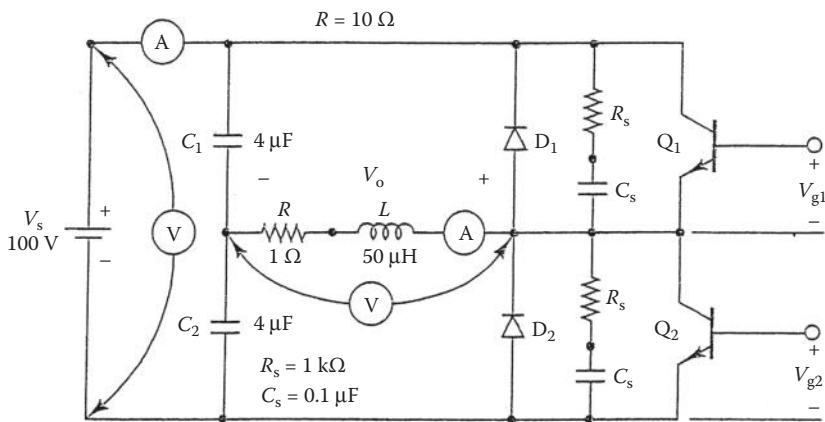 R = 10 Ω
A
C1 4 μF
Rs
D1
Q1
+
Vg1
−
Cs
− Vo +
Vs
100 V
+
−
V
R L A
1 Ω 50 μH
V
C2 4 μF
Rs
D2
Q2
+
Vg2
−
Cs
Rs = 1 kΩ
Cs = 0.1 μF